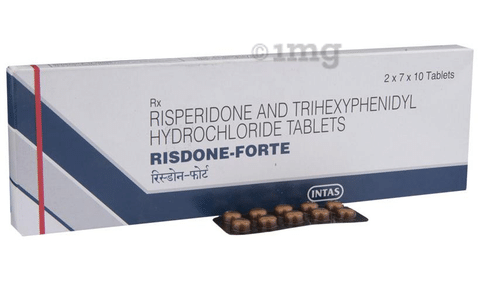 1mg
2 x 7 x 10 Tablets
Rx
RISPERIDONE AND TRIHEXYPHENIDYL
HYDROCHLORIDE TABLETS
RISDONE-FORTE
रिस्डोन-फोर्ट
INTAS